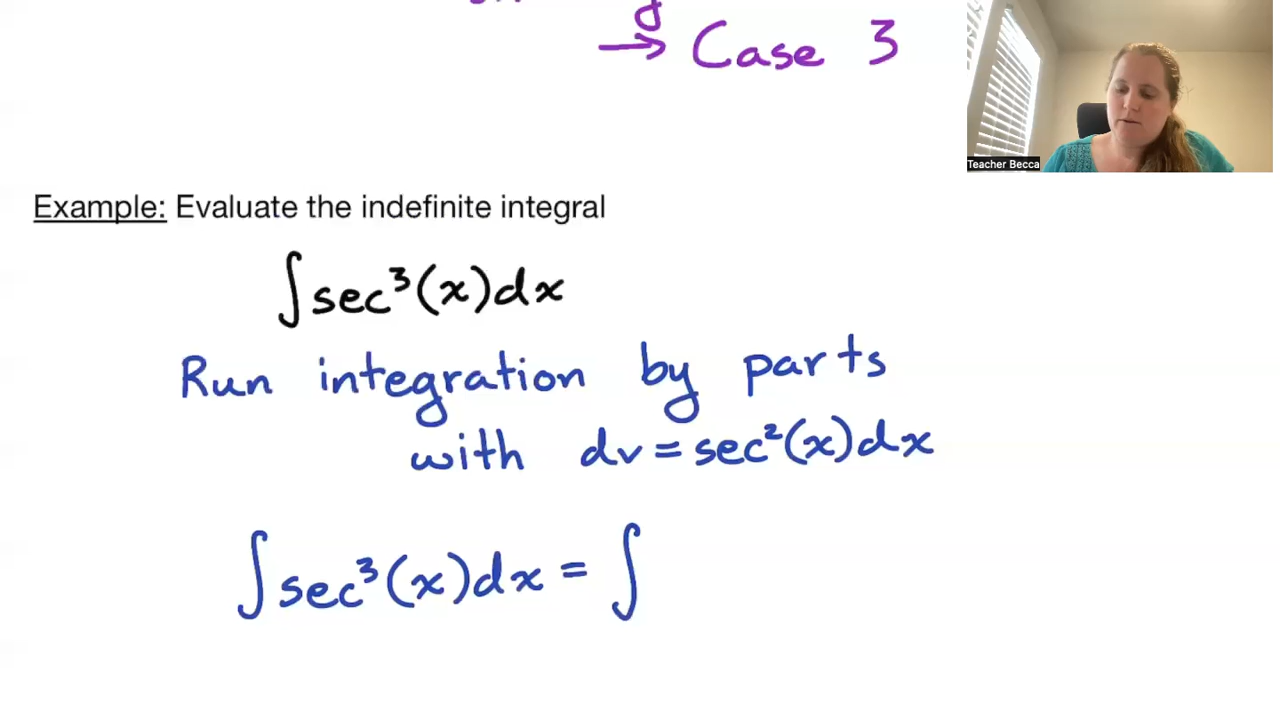 → Case 3
Teacher Becca
Example: Evaluate the indefinite integral
∫sec³(x)dx
Run integration by parts
with dv = sec²(x)dx
∫sec³(x)dx = ∫